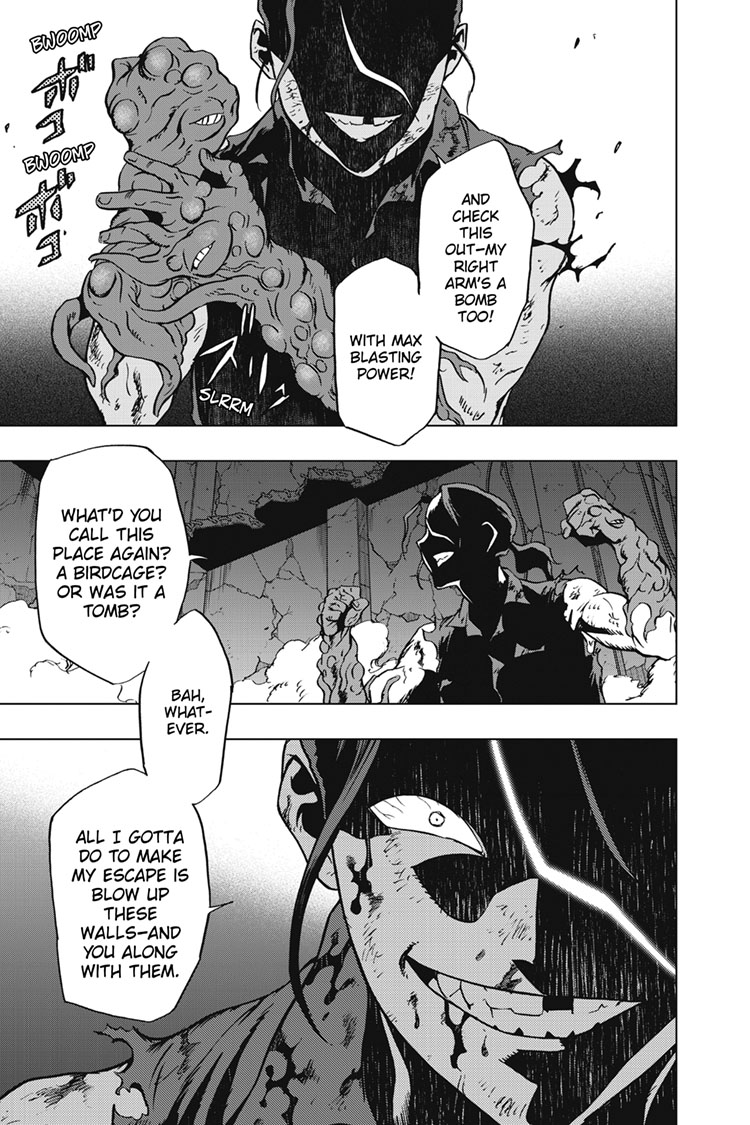 BWOOMP
ボコ
BWOOMP
ボコ
AND
CHECK
THIS
OUT–MY
RIGHT
ARM'S A
BOMB
TOO!
WITH MAX
BLASTING
POWER!
SLRRM
WHAT'D YOU
CALL THIS
PLACE AGAIN?
A BIRDCAGE?
OR WAS IT A
TOMB?
BAH,
WHAT-
EVER.
ALL I GOTTA
DO TO MAKE
MY ESCAPE IS
BLOW UP
THESE
WALLS–AND
YOU ALONG
WITH THEM.